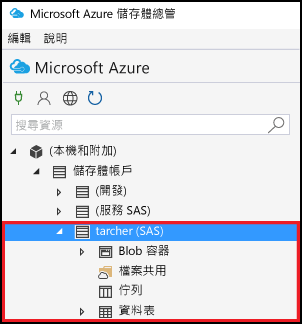 Microsoft Azure 儲存體總管
編輯 說明
Microsoft Azure
搜尋資源
(本機和附加)
儲存體帳戶
(開發)
(服務 SAS)
tarcher (SAS)
Blob 容器
檔案共用
佇列
資料表